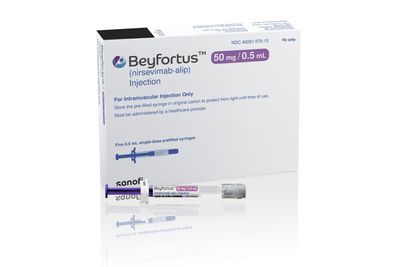 NDC 49281-575-15
Rx only
Beyfortus™
50 mg / 0.5 mL
(nirsevimab-alip)
Injection
For Intramuscular Injection Only
Store the pre-filled syringe in original carton to protect from light until time of use.
Must be administered by a healthcare provider.
Five 0.5 mL single-dose prefilled syringes
sanofi
50 mg / 0.5 mL